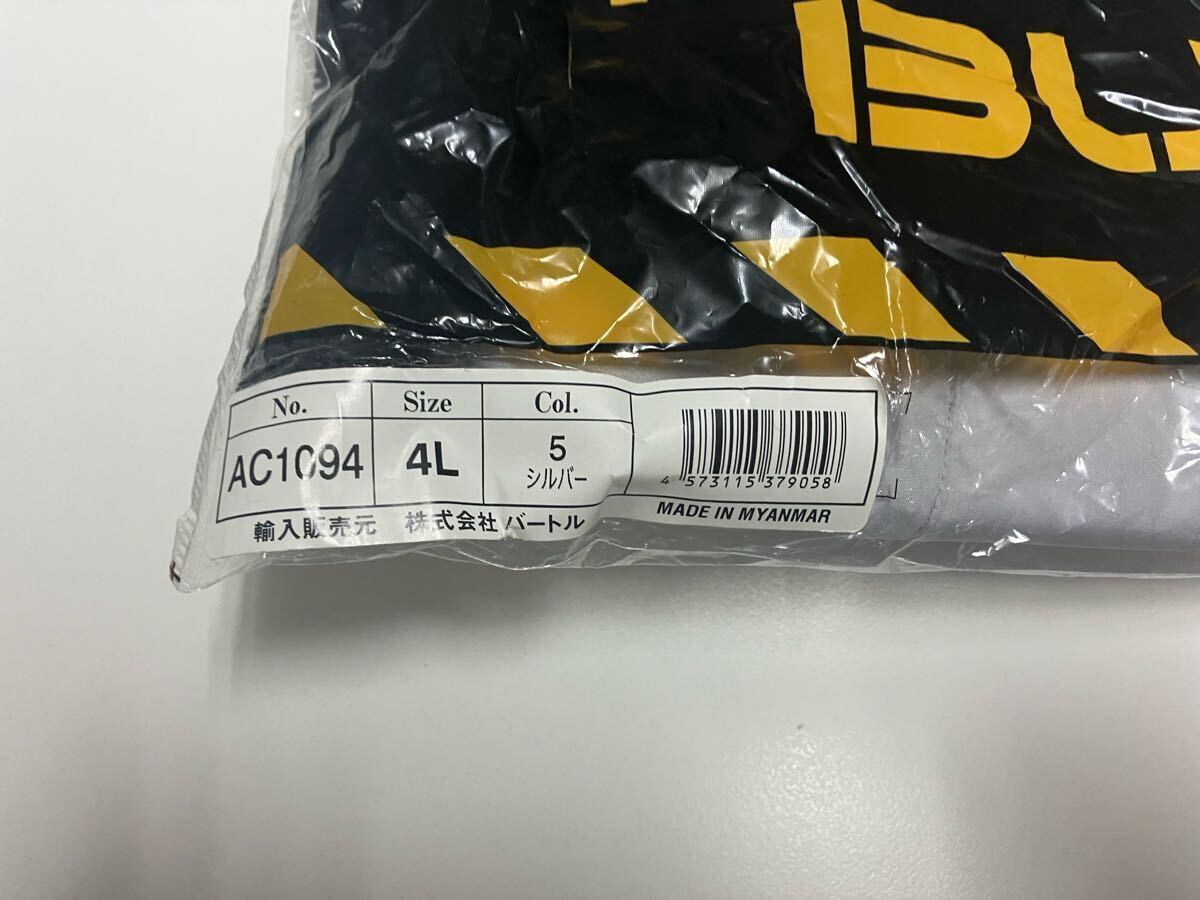 BU
No. Size Col.
AC1094 4L 5
シルバー
4 573115 379058
輸入販売元 株式会社 バートル
MADE IN MYANMAR